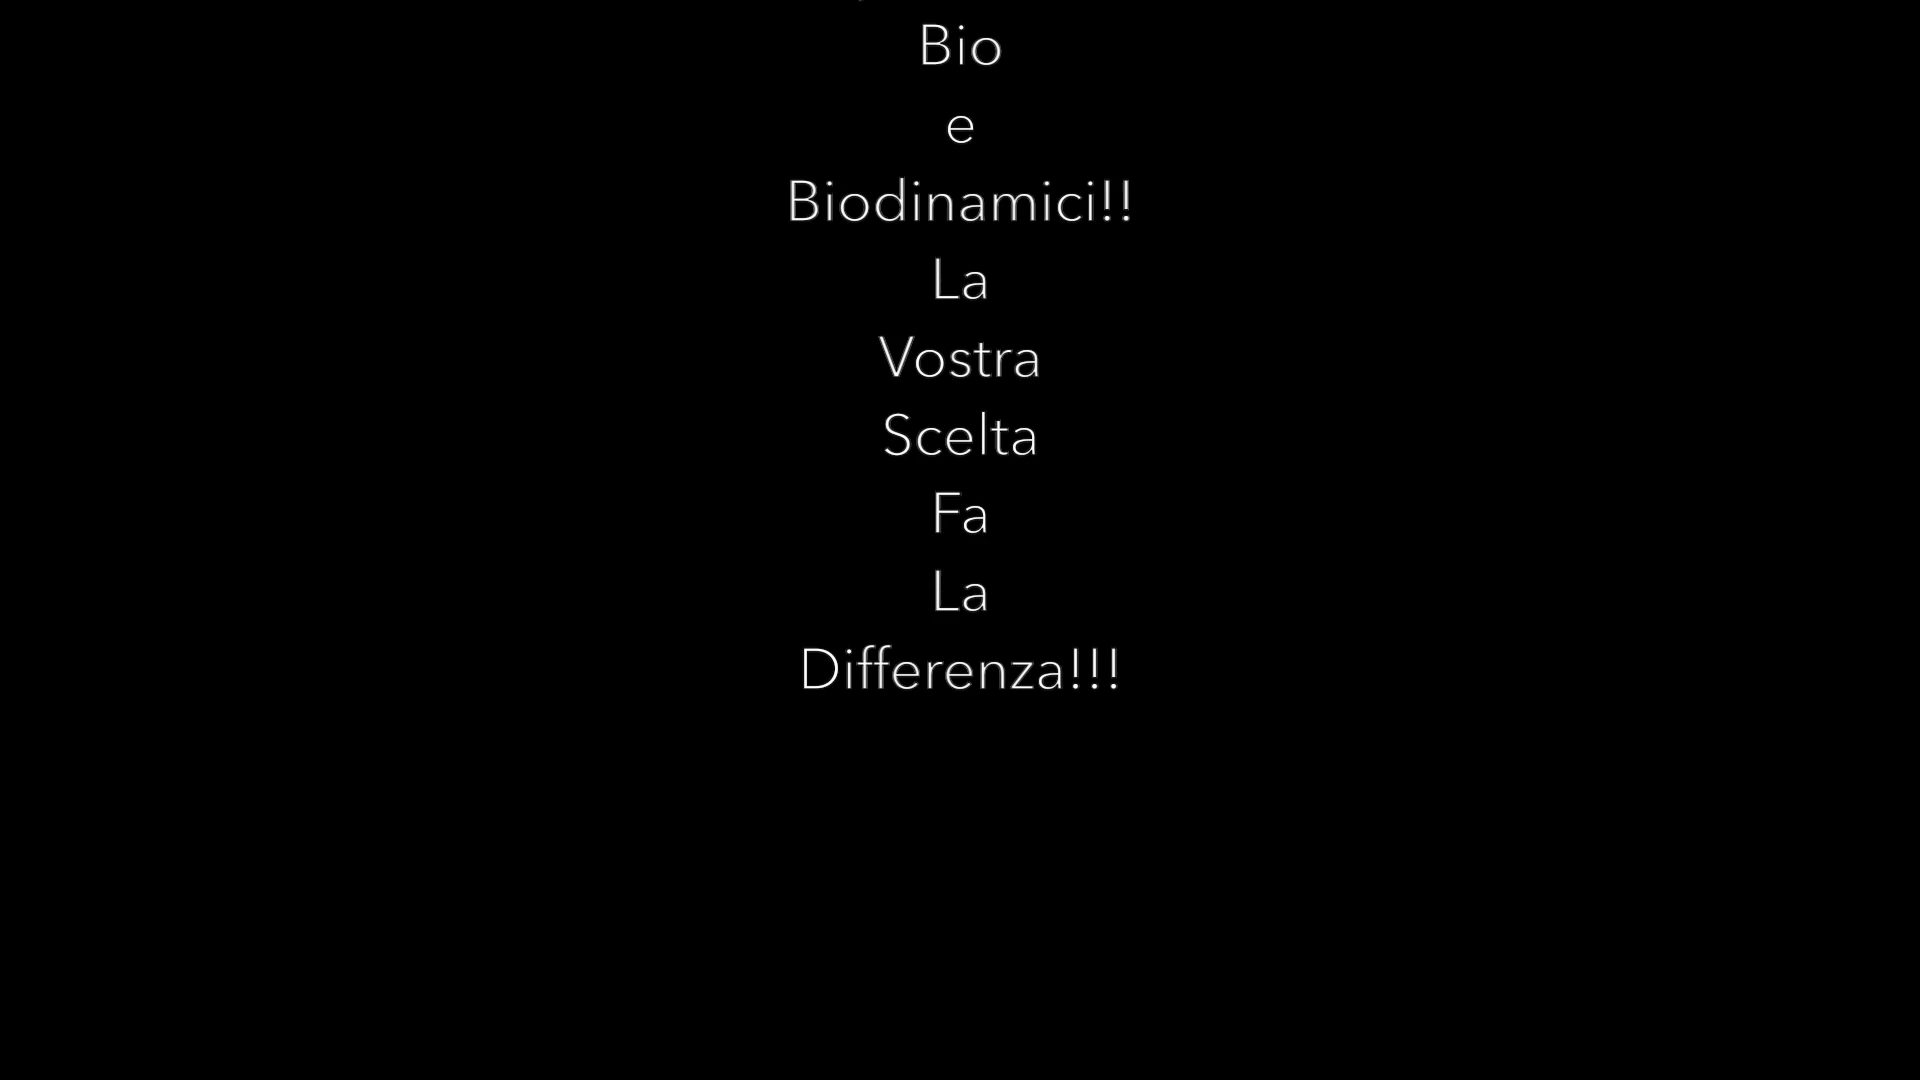 Bio
e
Biodinamici!!
La
Vostra
Scelta
Fa
La
Differenza!!!